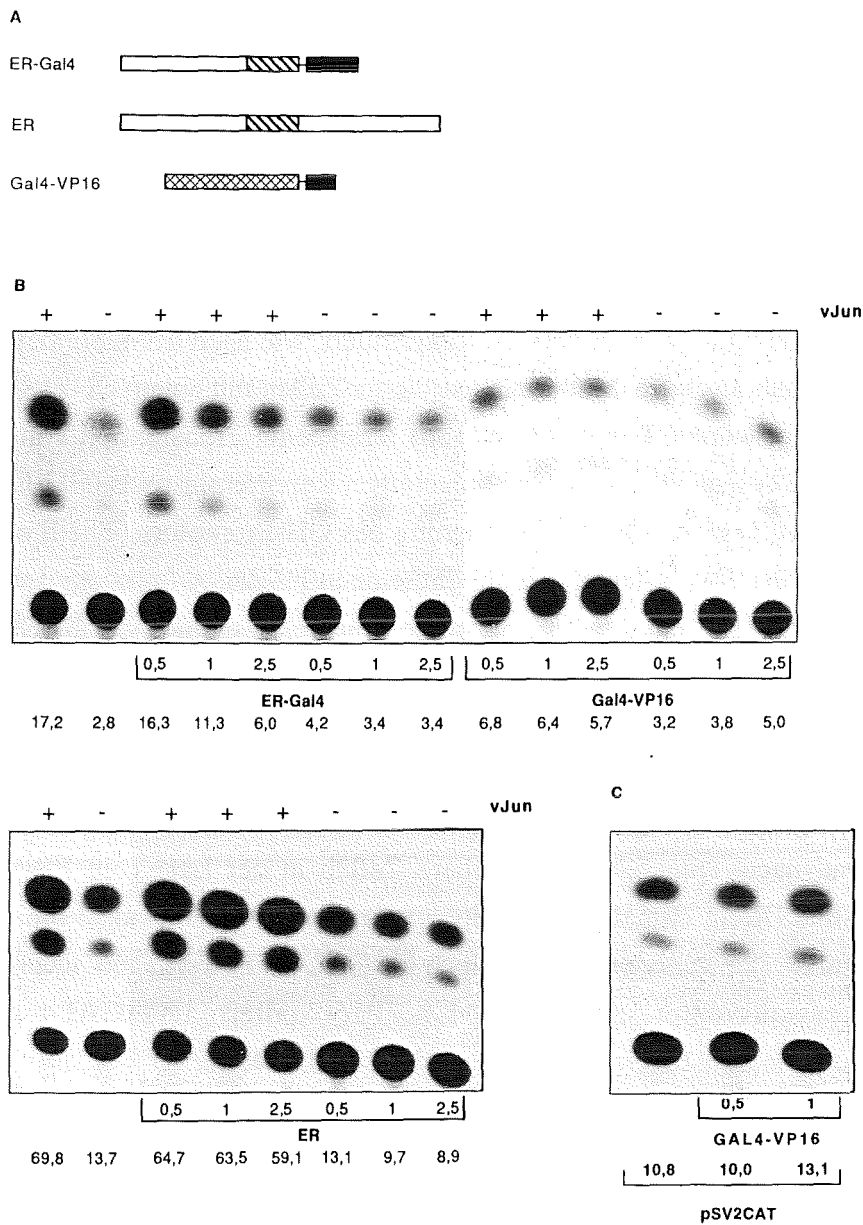 A
ER-Gal4
ER
Gal4-VP16
B
+ - + + + - - - + + + - - - vJun
0,5 1 2,5 0,5 1 2,5 0,5 1 2,5 0,5 1 2,5
ER-Gal4 Gal4-VP16
17,2 2,8 16,3 11,3 6,0 4,2 3,4 3,4 6,8 6,4 5,7 3,2 3,8 5,0
+ - + + + - - - vJun
0,5 1 2,5 0,5 1 2,5
ER
69,8 13,7 64,7 63,5 59,1 13,1 9,7 8,9
C
0,5 1
GAL4-VP16
10,8 10,0 13,1
pSV2CAT